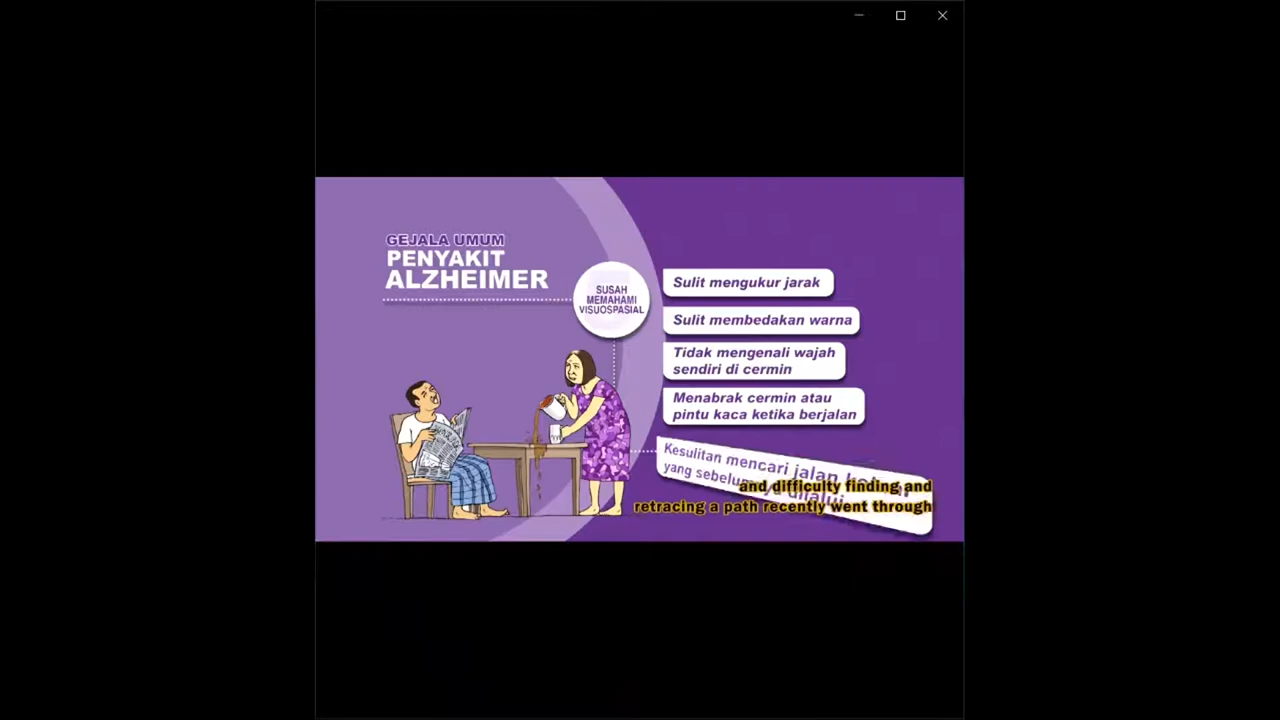 GEJALA UMUM
PENYAKIT
ALZHEIMER
SUSAH
MEMAHAMI
VISUOSPASIAL
Sulit mengukur jarak
Sulit membedakan warna
Tidak mengenali wajah
sendiri di cermin
Menabrak cermin atau
pintu kaca ketika berjalan
Kesulitan mencari jalan
yang
and difficulty finding and
retracing a path recently went through